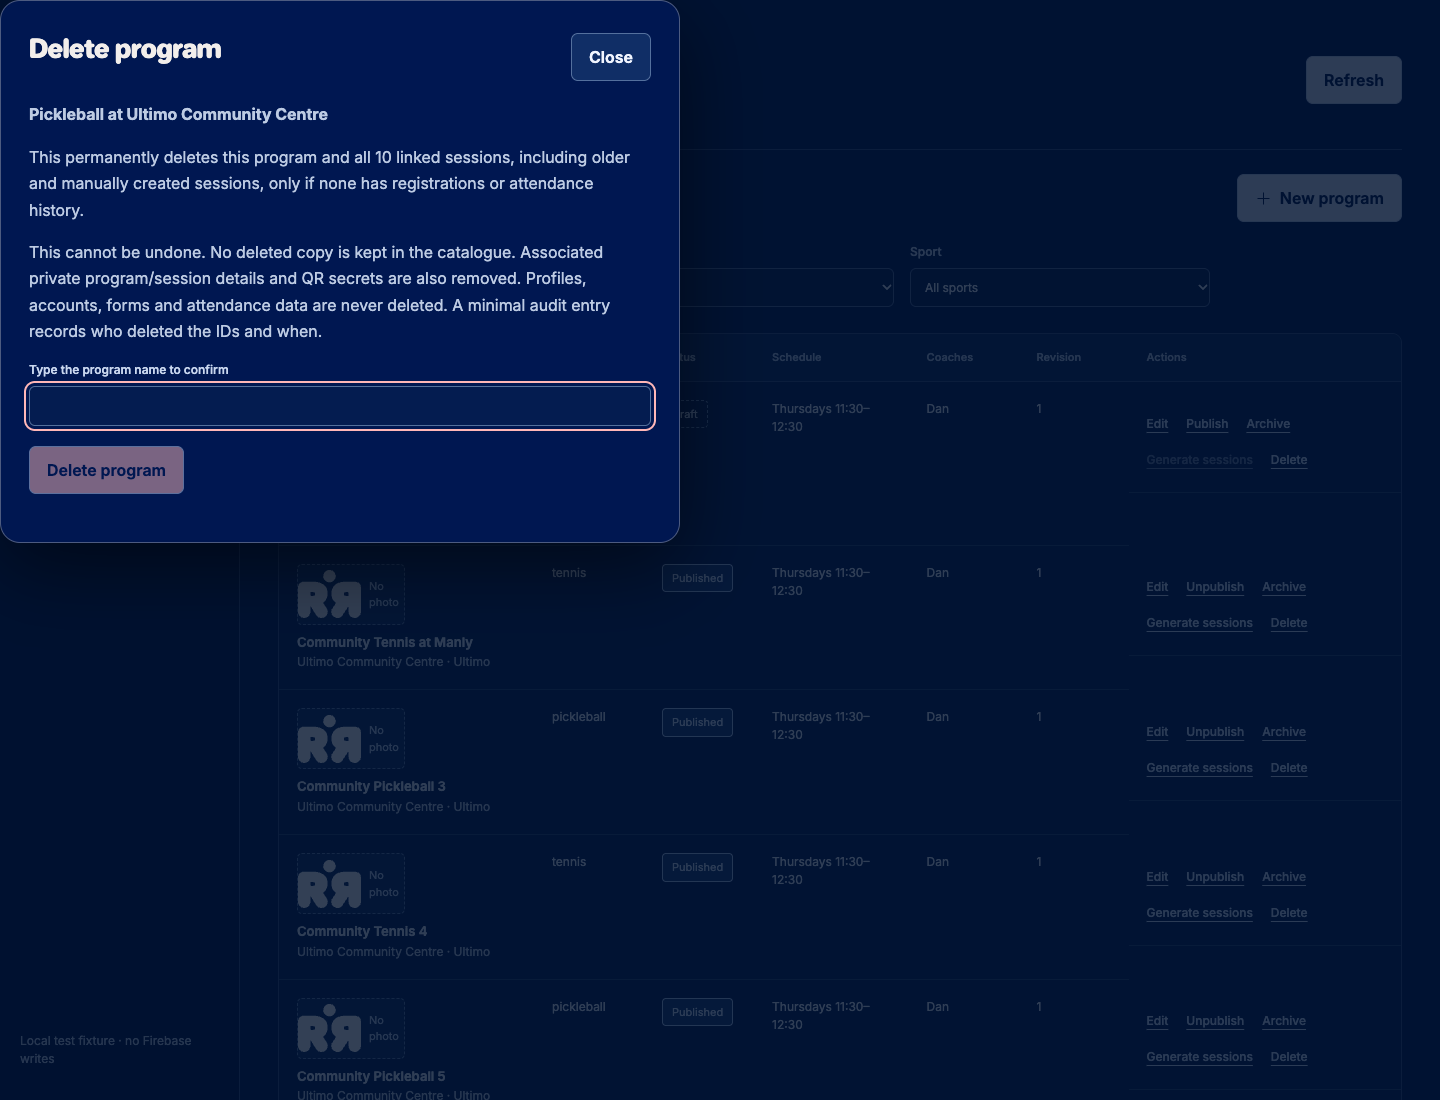 Delete program
Close
Pickleball at Ultimo Community Centre
This permanently deletes this program and all 10 linked sessions, including older
and manually created sessions, only if none has registrations or attendance
history.
This cannot be undone. No deleted copy is kept in the catalogue. Associated
private program/session details and QR secrets are also removed. Profiles,
accounts, forms and attendance data are never deleted. A minimal audit entry
records who deleted the IDs and when.
Type the program name to confirm
Delete program
Refresh
+ New program
Sport
All sports
tus Schedule Coaches Revision Actions
raft Thursdays 11:30–
12:30 Dan 1
Edit Publish Archive
Generate sessions Delete
No
photo
tennis Published Thursdays 11:30–
12:30 Dan 1
Edit Unpublish Archive
Generate sessions Delete
Community Tennis at Manly
Ultimo Community Centre · Ultimo
No
photo
pickleball Published Thursdays 11:30–
12:30 Dan 1
Edit Unpublish Archive
Generate sessions Delete
Community Pickleball 3
Ultimo Community Centre · Ultimo
No
photo
tennis Published Thursdays 11:30–
12:30 Dan 1
Edit Unpublish Archive
Generate sessions Delete
Community Tennis 4
Ultimo Community Centre · Ultimo
No
photo
pickleball Published Thursdays 11:30–
12:30 Dan 1
Edit Unpublish Archive
Generate sessions Delete
Community Pickleball 5
Ultimo Community Centre · Ultimo
Local test fixture · no Firebase
writes